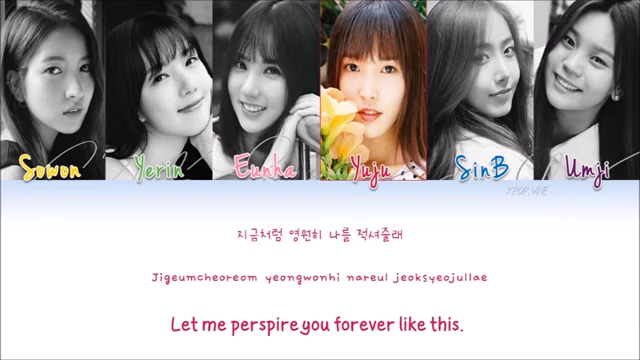 Sowon Yerin Eunha Yuju SinB Umji
KPOP.VINE
지금처럼 영원히 나를 적셔줄래
Jigeumcheoreom yeongwonhi nareul jeoksyeojullae
Let me perspire you forever like this.